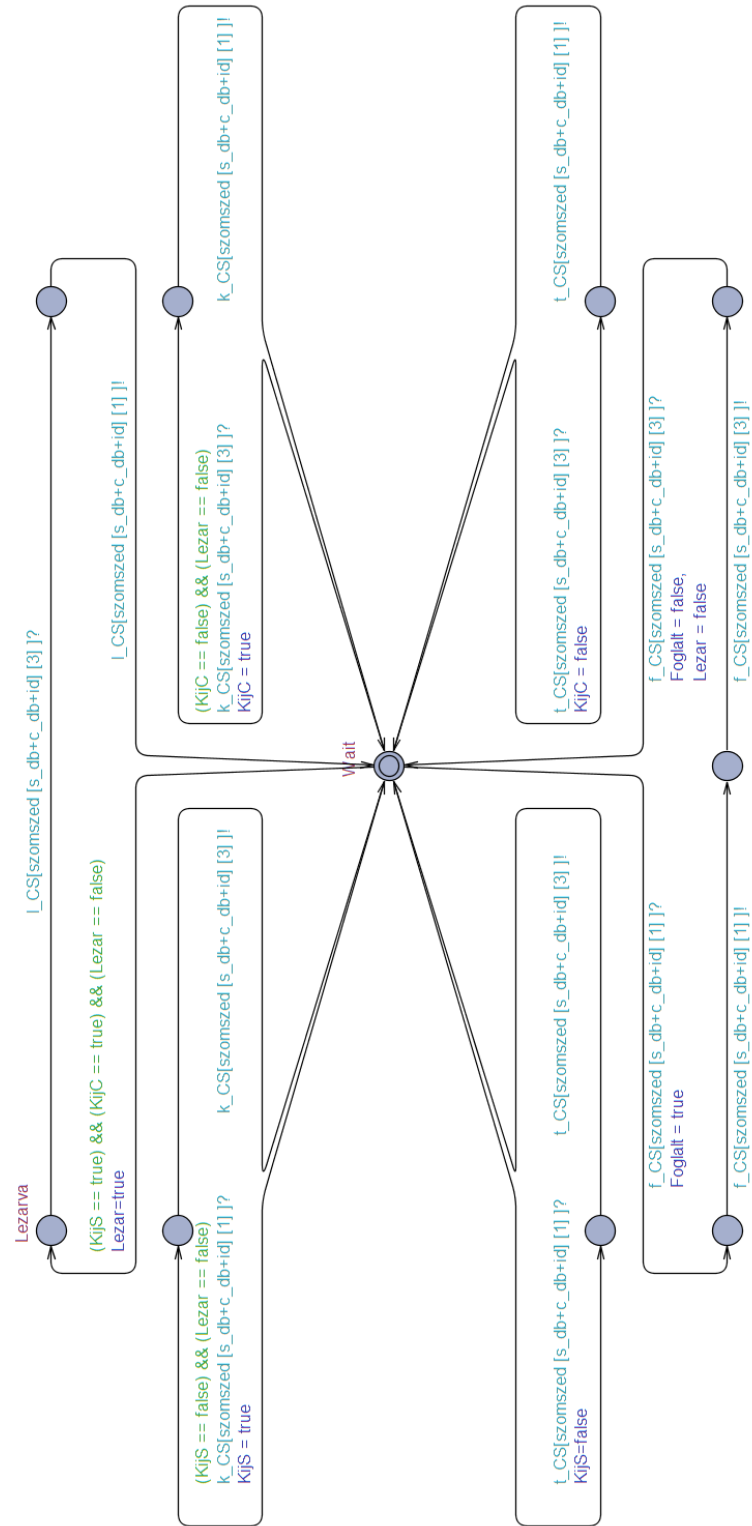 l_CS[szomszed [s_db+c_db+id] [3] ]?
l_CS[szomszed [s_db+c_db+id] [1] ]!
Lezarva
(KijS == true) && (KijC == true) && (Lezar == false)
Lezar=true
(KijS == false) && (Lezar == false)
k_CS[szomszed [s_db+c_db+id] [1] ]?
KijS = true
k_CS[szomszed [s_db+c_db+id] [3] ]!
(KijC == false) && (Lezar == false)
k_CS[szomszed [s_db+c_db+id] [3] ]?
KijC = true
k_CS[szomszed [s_db+c_db+id] [1] ]!
Wait
t_CS[szomszed [s_db+c_db+id] [1] ]?
KijS=false
t_CS[szomszed [s_db+c_db+id] [3] ]!
t_CS[szomszed [s_db+c_db+id] [3] ]?
KijC = false
t_CS[szomszed [s_db+c_db+id] [1] ]!
f_CS[szomszed [s_db+c_db+id] [1] ]?
Foglalt = true
f_CS[szomszed [s_db+c_db+id] [3] ]?
Foglalt = false,
Lezar = false
f_CS[szomszed [s_db+c_db+id] [1] ]!
f_CS[szomszed [s_db+c_db+id] [3] ]!